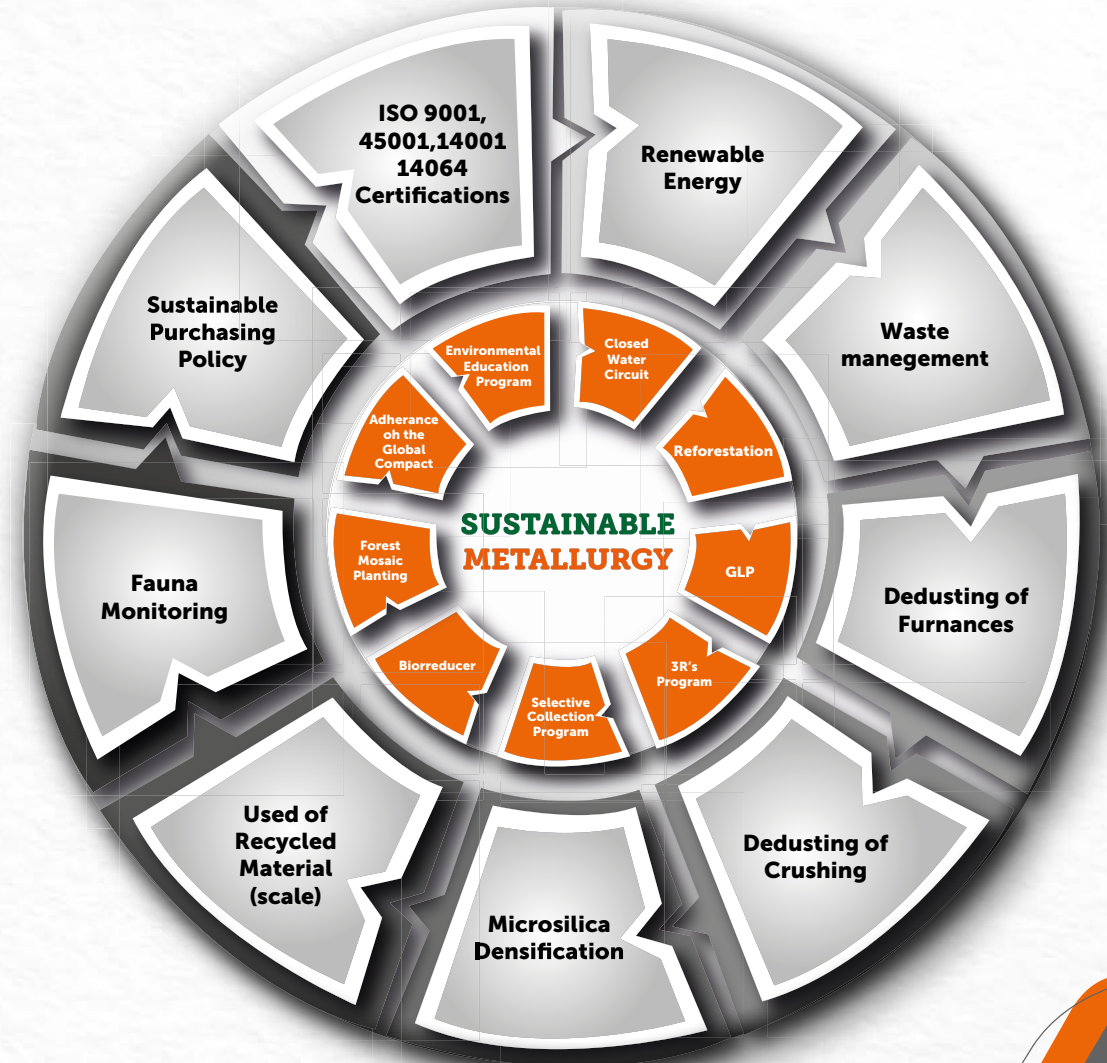 ISO 9001,
45001,14001
14064
Certifications
Renewable
Energy
Waste
manegement
Dedusting of
Furnances
Dedusting of
Crushing
Microsilica
Densification
Used of
Recycled
Material
(scale)
Fauna
Monitoring
Sustainable
Purchasing
Policy
Environmental
Education
Program
Closed
Water
Circuit
Reforestation
GLP
3R's
Program
Selective
Collection
Program
Biorreducer
Forest
Mosaic
Planting
Adherance
oh the
Global
Compact
SUSTAINABLE
METALLURGY